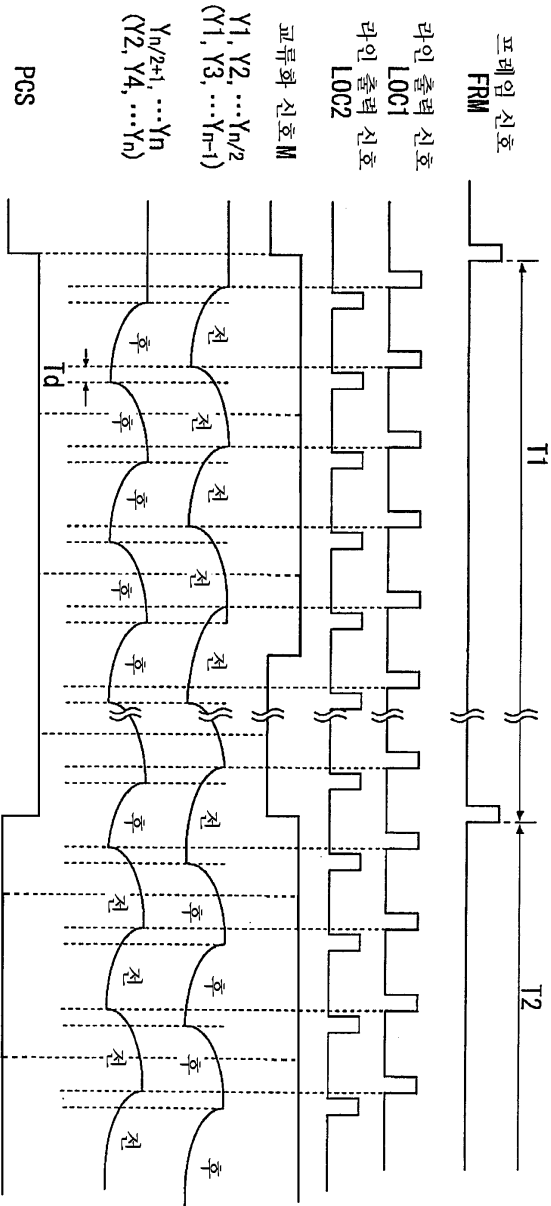 T1
T2
프레임 신호
FRM
라인 출력 신호
LOC1
라인 출력 신호
LOC2
교류화 신호 M
Y1, Y2, ⋯Yn/2
(Y1, Y3, ⋯Yn-1)
전 전 전 전 전 전 후 후 후 후
Yn/2+1, ⋯Yn
(Y2, Y4, ⋯Yn)
후 후 후 후 후 후 전 전 전 전
Td
PCS